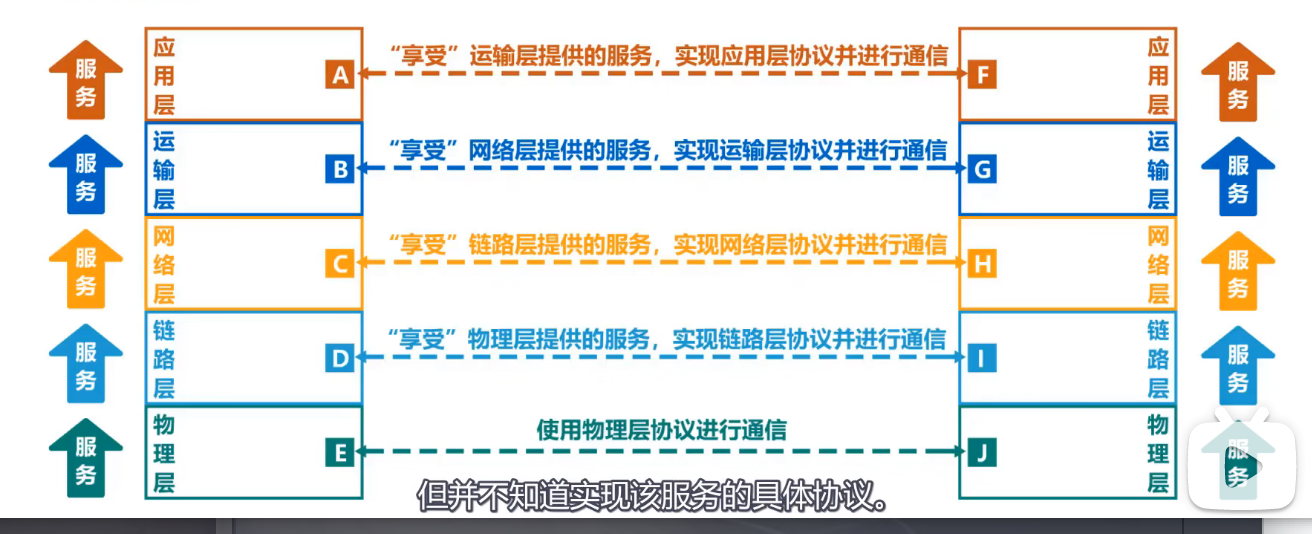 服务
应用层
A
“享受”运输层提供的服务，实现应用层协议并进行通信
F
应用层
服务
服务
运输层
B
“享受”网络层提供的服务，实现运输层协议并进行通信
G
运输层
服务
服务
网络层
C
“享受”链路层提供的服务，实现网络层协议并进行通信
H
网络层
服务
服务
链路层
D
“享受”物理层提供的服务，实现链路层协议并进行通信
I
链路层
服务
服务
物理层
E
使用物理层协议进行通信
J
物理层
服务
但并不知道实现该服务的具体协议。